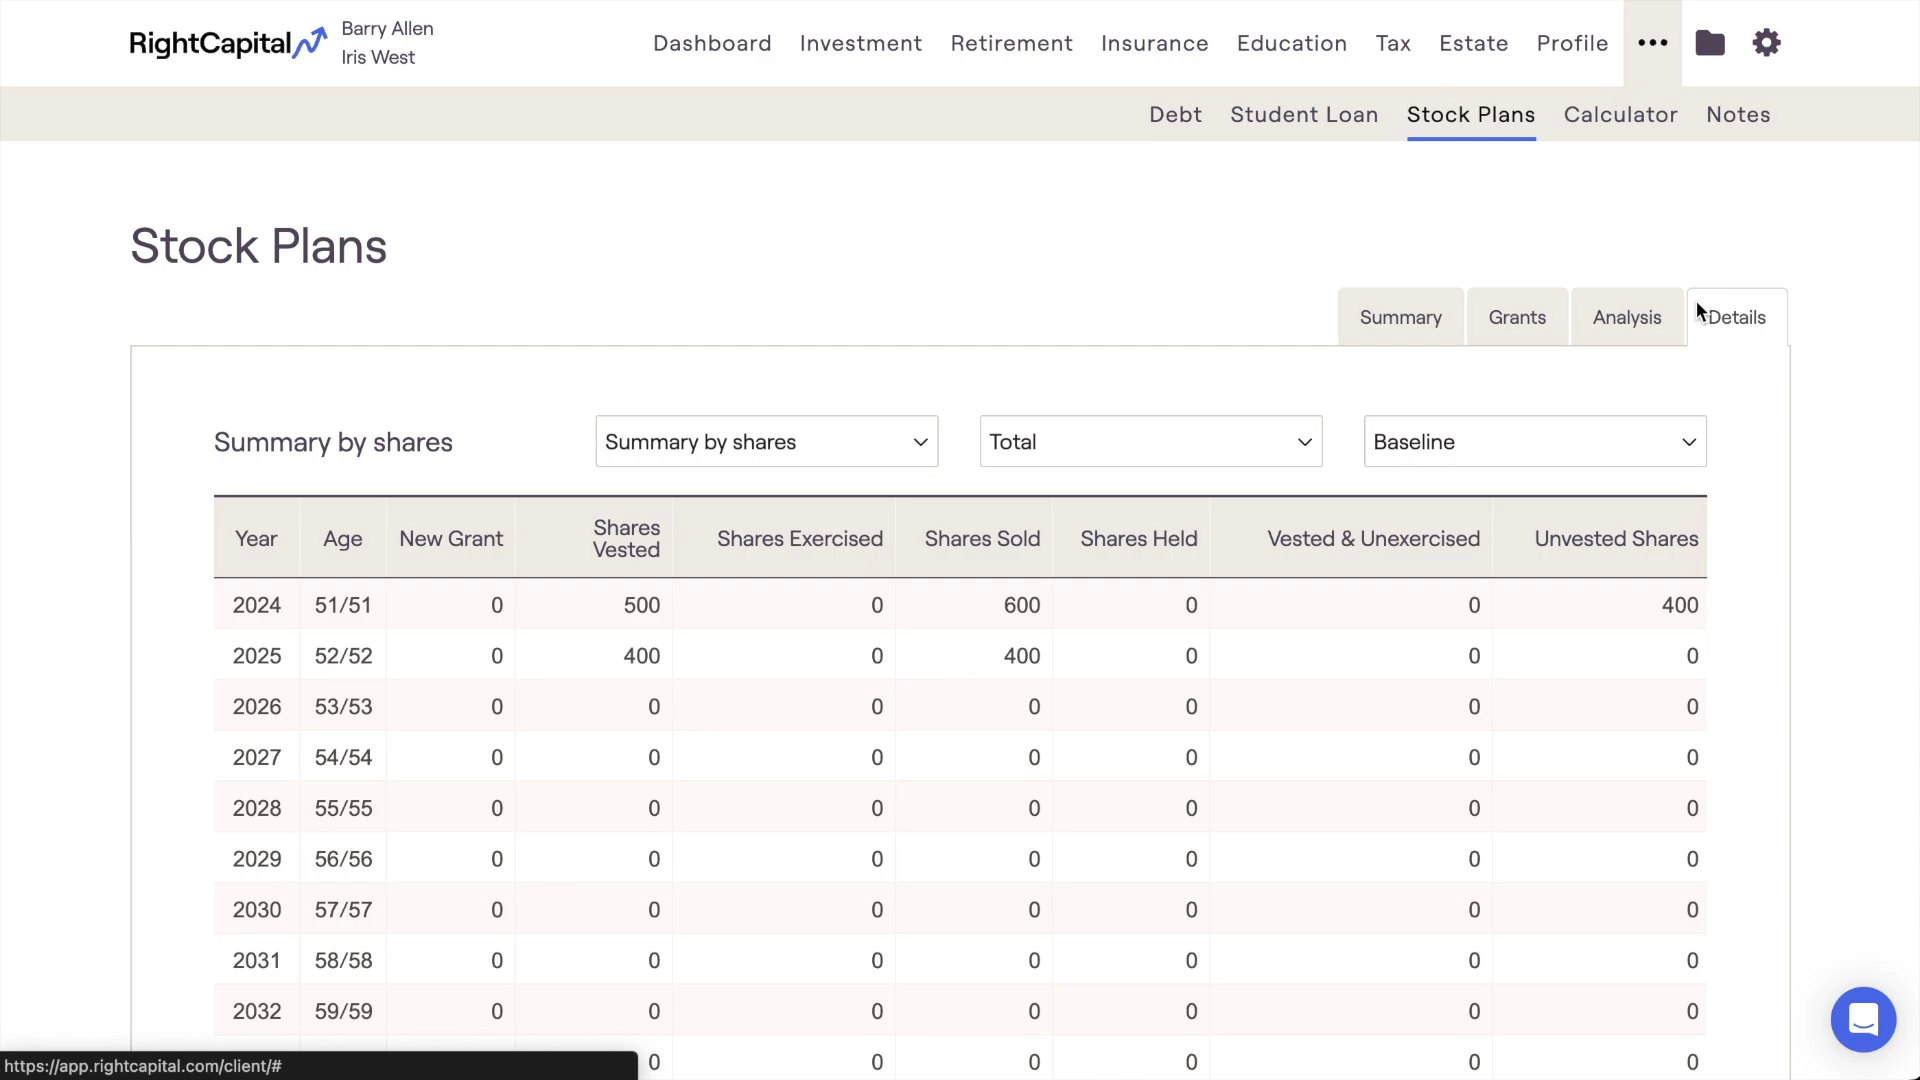 RightCapital
Barry Allen
Iris West
Dashboard Investment Retirement Insurance Education Tax Estate Profile
Debt Student Loan Stock Plans Calculator Notes
Stock Plans
Summary Grants Analysis Details
Summary by shares Summary by shares Total Baseline
Year Age New Grant Shares Vested Shares Exercised Shares Sold Shares Held Vested & Unexercised Unvested Shares
2024 51/51 0 500 0 600 0 0 400
2025 52/52 0 400 0 400 0 0 0
2026 53/53 0 0 0 0 0 0 0
2027 54/54 0 0 0 0 0 0 0
2028 55/55 0 0 0 0 0 0 0
2029 56/56 0 0 0 0 0 0 0
2030 57/57 0 0 0 0 0 0 0
2031 58/58 0 0 0 0 0 0 0
2032 59/59 0 0 0 0 0 0 0
0 0 0 0 0 0
https://app.rightcapital.com/client/#